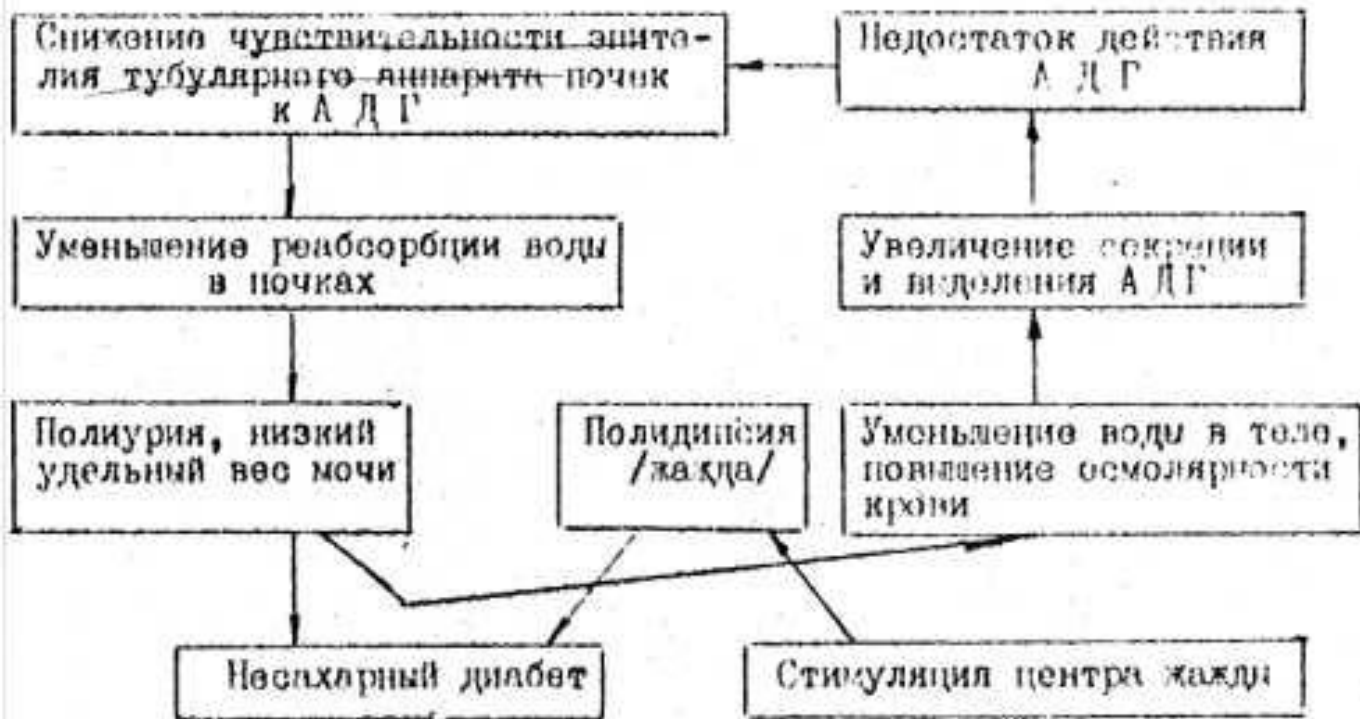 Снижение чувствительности эпите-
лия тубулярного аппарата почек
к А Д Г
Недостаток действия
А Д Г
Уменьшение реабсорбции воды
в почках
Увеличение секреции
и выделения А Д Г
Полиурия, низкий
удельный вес мочи
Полидипсия
/жажда/
Уменьшение воды в теле,
повышение осмолярности
крови
Несахарный диабет
Стимуляция центра жажды